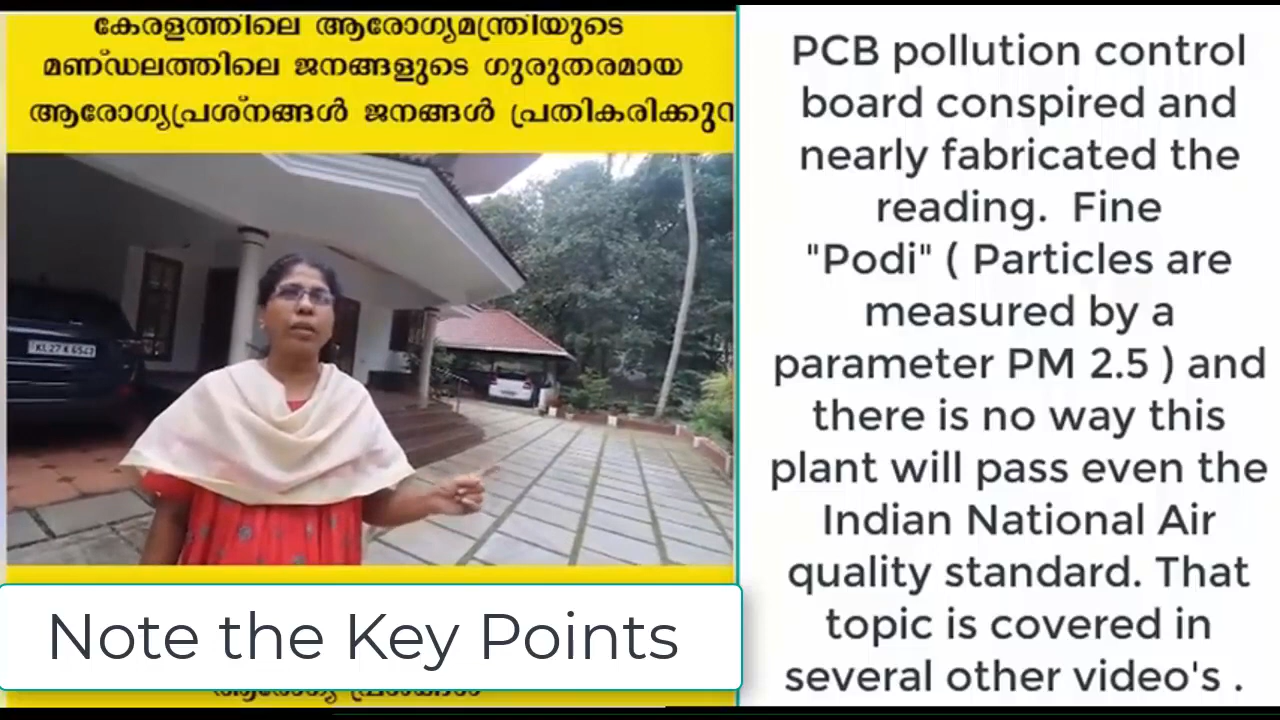 കേരളത്തിലെ ആരോഗ്യമന്ത്രിയുടെ
മണ്ഡലത്തിലെ ജനങ്ങളുടെ ഗുരുതരമായ
ആരോഗ്യപ്രശ്നങ്ങൾ ജനങ്ങൾ
KL27K6543
Note the Key Points
PCB pollution control
board conspired and
nearly fabricated the
reading.  Fine
"Podi" ( Particles are
measured by a
parameter PM 2.5 ) and
there is no way this
plant will pass even the
Indian National Air
quality standard. That
topic is covered in
several other video's .